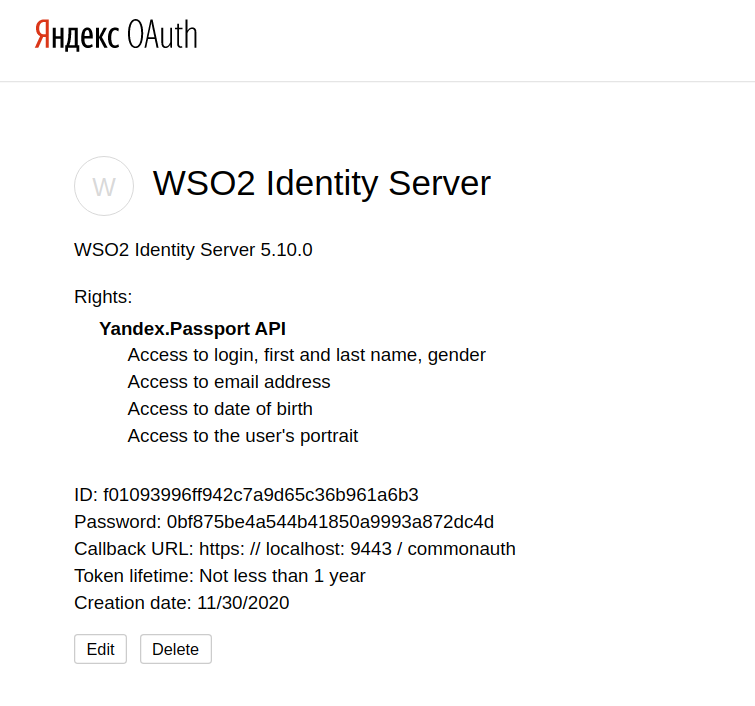 Яндекс OAuth
W
WSO2 Identity Server
WSO2 Identity Server 5.10.0
Rights:
Yandex.Passport API
Access to login, first and last name, gender
Access to email address
Access to date of birth
Access to the user's portrait
ID: f01093996ff942c7a9d65c36b961a6b3
Password: 0bf875be4a544b41850a9993a872dc4d
Callback URL: https: // localhost: 9443 / commonauth
Token lifetime: Not less than 1 year
Creation date: 11/30/2020
Edit Delete